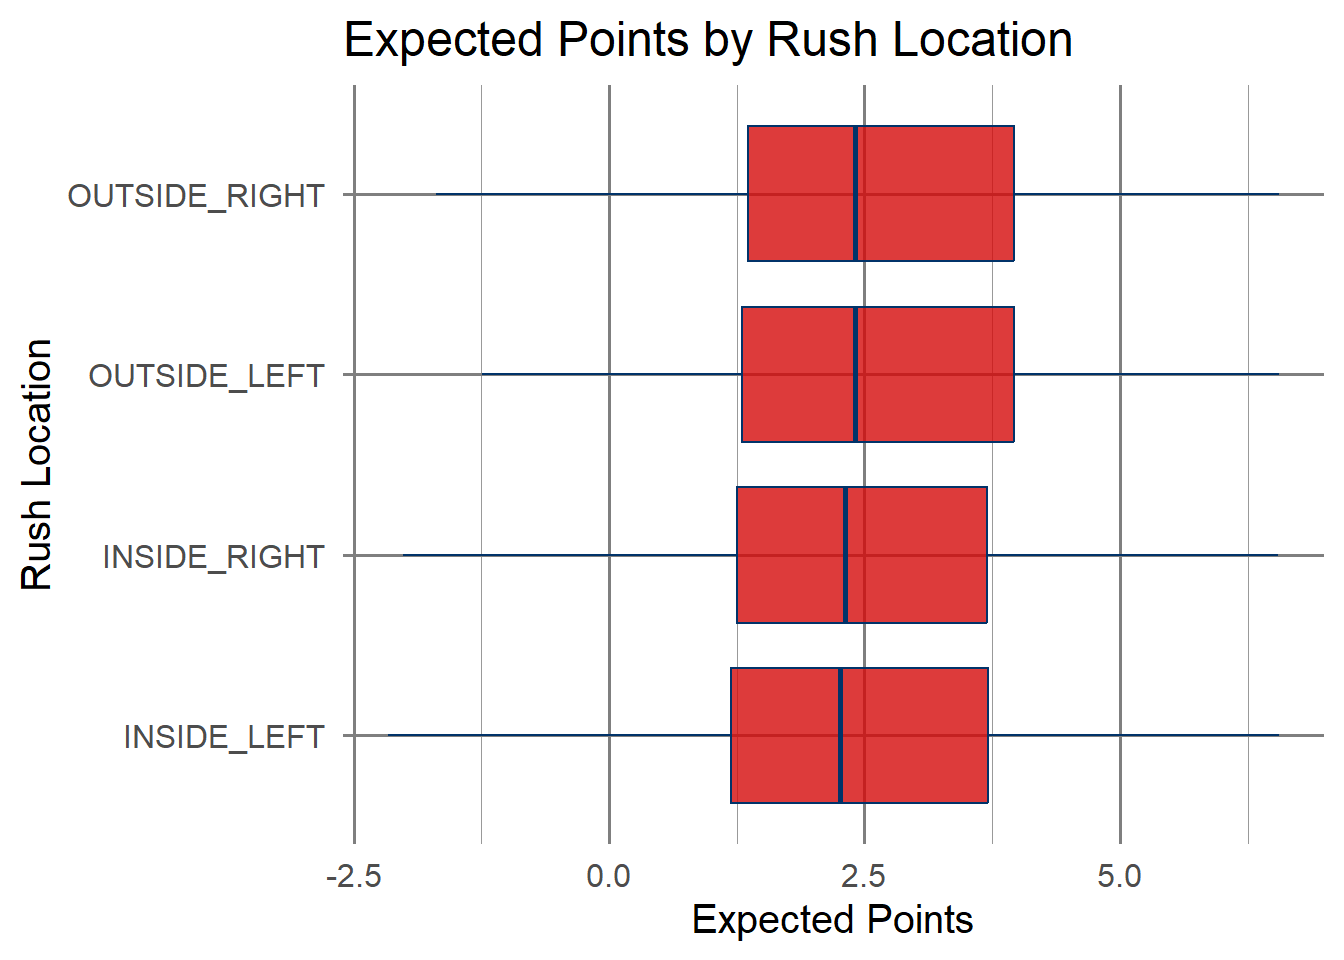 Expected Points by Rush Location
Rush Location
OUTSIDE_RIGHT
OUTSIDE_LEFT
INSIDE_RIGHT
INSIDE_LEFT
-2.5 0.0 2.5 5.0
Expected Points